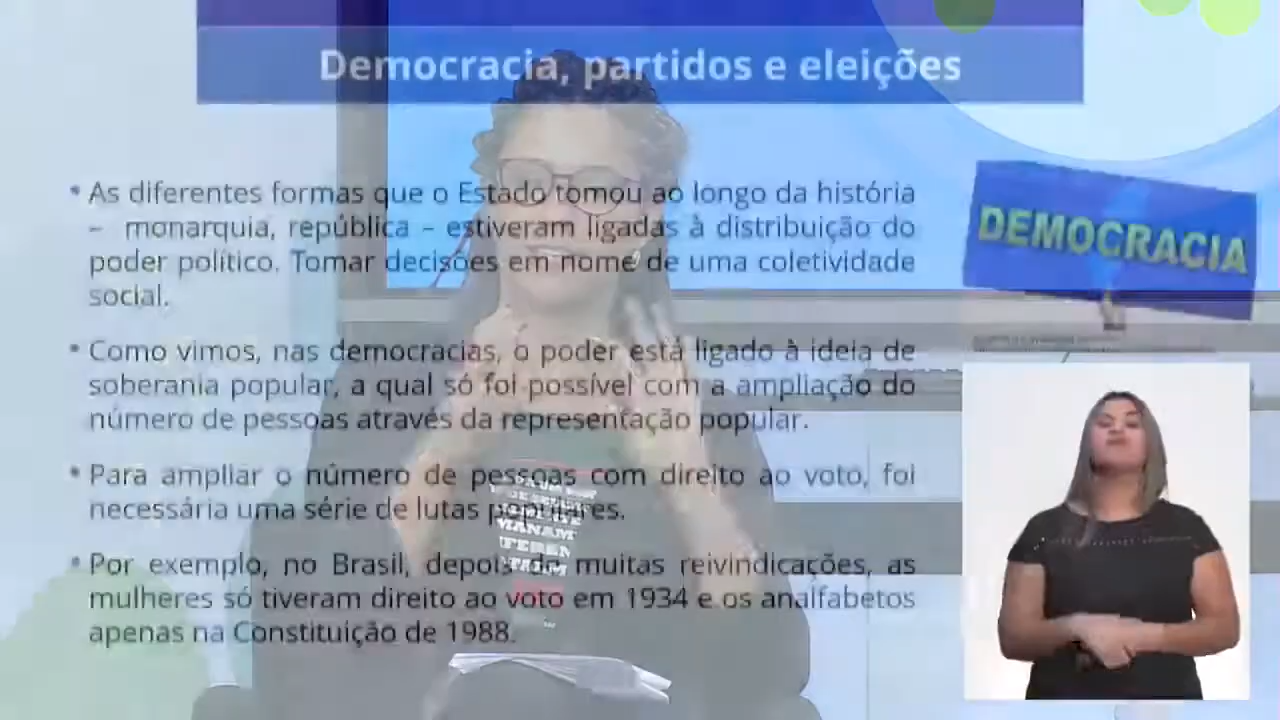 Democracia, partidos e eleições
• As diferentes formas que o Estado tomou ao longo da história
– monarquia, república – estiveram ligadas à distribuição do
poder político. Tomar decisões em nome de uma coletividade
social.
DEMOCRACIA
• Como vimos, nas democracias, o poder está ligado à ideia de
soberania popular, a qual só foi possível com a ampliação do
número de pessoas através da representação popular.
• Para ampliar o número de pessoas com direito ao voto, foi
necessária uma série de lutas populares.
• Por exemplo, no Brasil, depois de muitas reivindicações, as
mulheres só tiveram direito ao voto em 1934 e os analfabetos
apenas na Constituição de 1988.